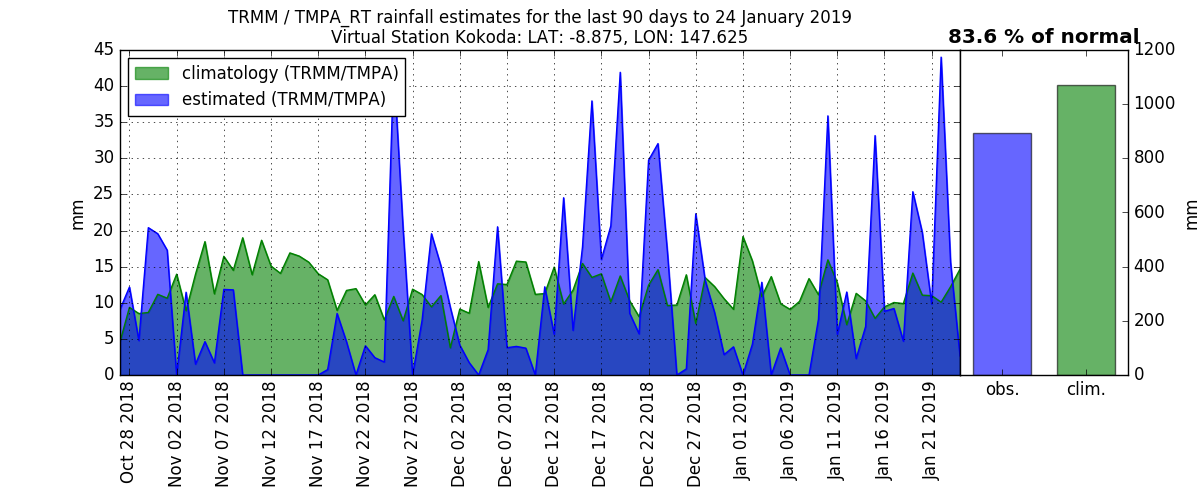 TRMM / TMPA_RT rainfall estimates for the last 90 days to 24 January 2019
Virtual Station Kokoda: LAT: -8.875, LON: 147.625
83.6 % of normal
climatology (TRMM/TMPA)
estimated (TRMM/TMPA)
mm
45
40
35
30
25
20
15
10
5
0
Oct 28 2018
Nov 02 2018
Nov 07 2018
Nov 12 2018
Nov 17 2018
Nov 22 2018
Nov 27 2018
Dec 02 2018
Dec 07 2018
Dec 12 2018
Dec 17 2018
Dec 22 2018
Dec 27 2018
Jan 01 2019
Jan 06 2019
Jan 11 2019
Jan 16 2019
Jan 21 2019
obs.
clim.
1200
1000
800
600
400
200
0
mm